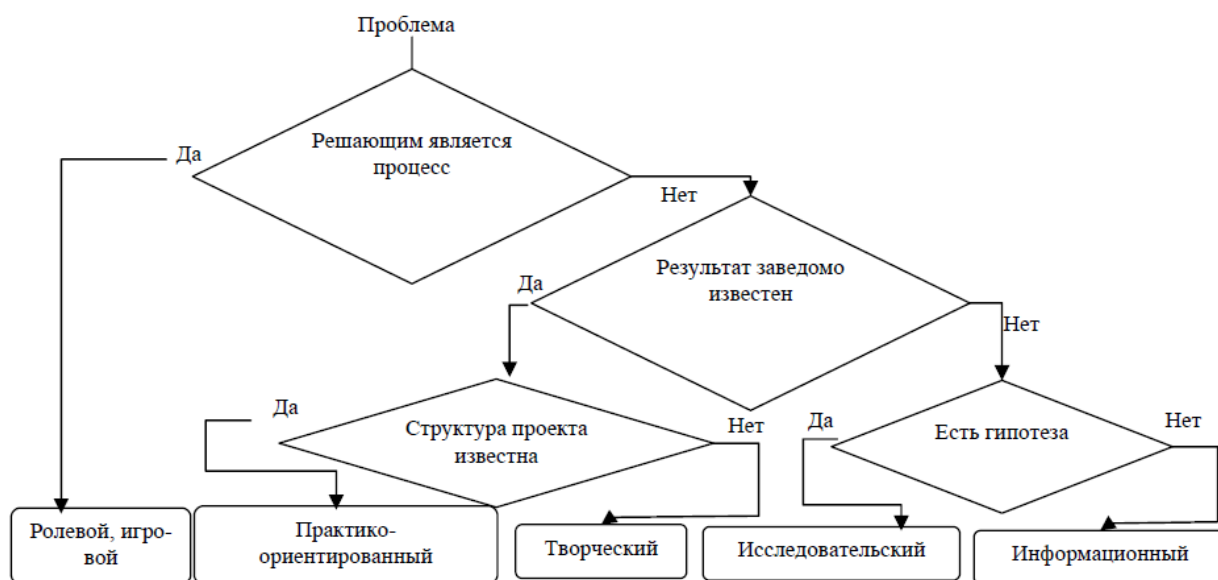 Проблема
Решающим является
процесс
Да
Нет
Результат заведомо
известен
Да
Нет
Структура проекта
известна
Да
Нет
Есть гипотеза
Да
Нет
Ролевой, игро-
вой
Практико-
ориентированный
Творческий
Исследовательский
Информационный